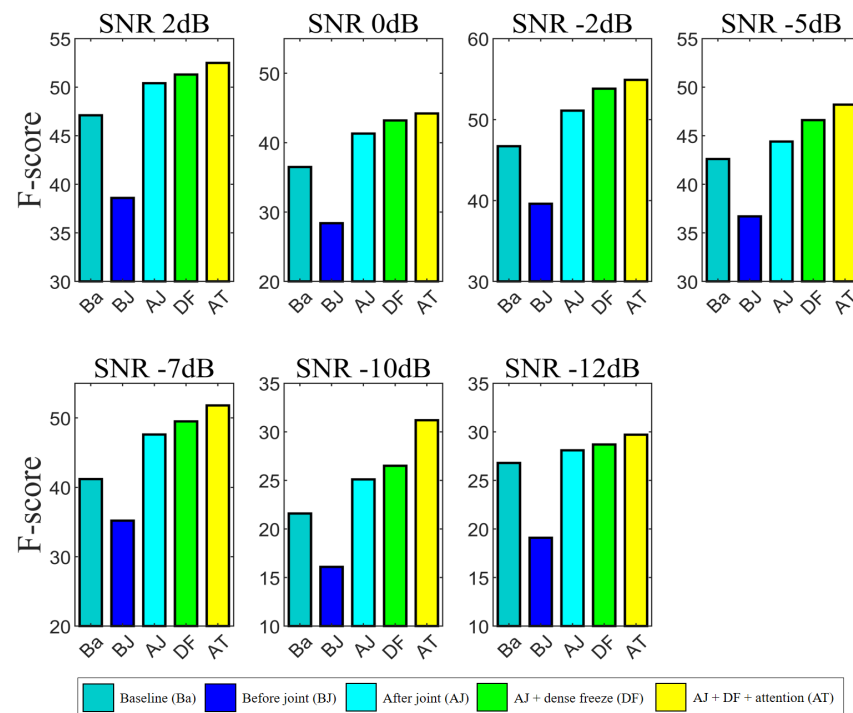 SNR 2dB
F-score
55
50
45
40
35
30
Ba BJ AJ DF AT
SNR 0dB
50
40
30
20
Ba BJ AJ DF AT
SNR -2dB
60
50
40
30
Ba BJ AJ DF AT
SNR -5dB
55
50
45
40
35
30
Ba BJ AJ DF AT
SNR -7dB
F-score
50
40
30
20
Ba BJ AJ DF AT
SNR -10dB
35
30
25
20
15
10
Ba BJ AJ DF AT
SNR -12dB
35
30
25
20
15
10
Ba BJ AJ DF AT
Baseline (Ba) Before joint (BJ) After joint (AJ) AJ + dense freeze (DF) AJ + DF + attention (AT)